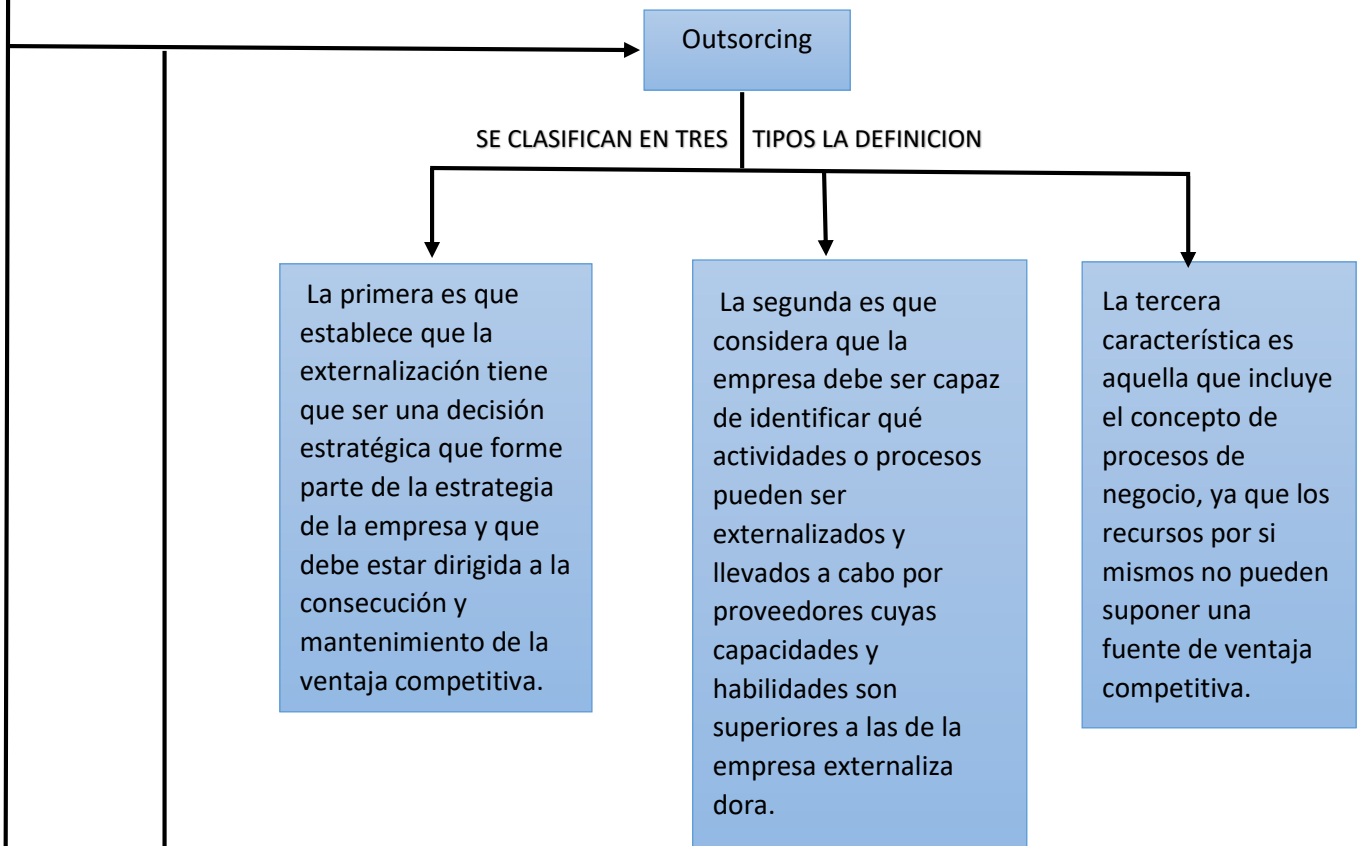 Outsorcing
SE CLASIFICAN EN TRES TIPOS LA DEFINICION
La primera es que
establece que la
externalización tiene
que ser una decisión
estratégica que forme
parte de la estrategia
de la empresa y que
debe estar dirigida a la
consecución y
mantenimiento de la
ventaja competitiva.
La segunda es que
considera que la
empresa debe ser capaz
de identificar qué
actividades o procesos
pueden ser
externalizados y
llevados a cabo por
proveedores cuyas
capacidades y
habilidades son
superiores a las de la
empresa externaliza
dora.
La tercera
característica es
aquella que incluye
el concepto de
procesos de
negocio, ya que los
recursos por si
mismos no pueden
suponer una
fuente de ventaja
competitiva.